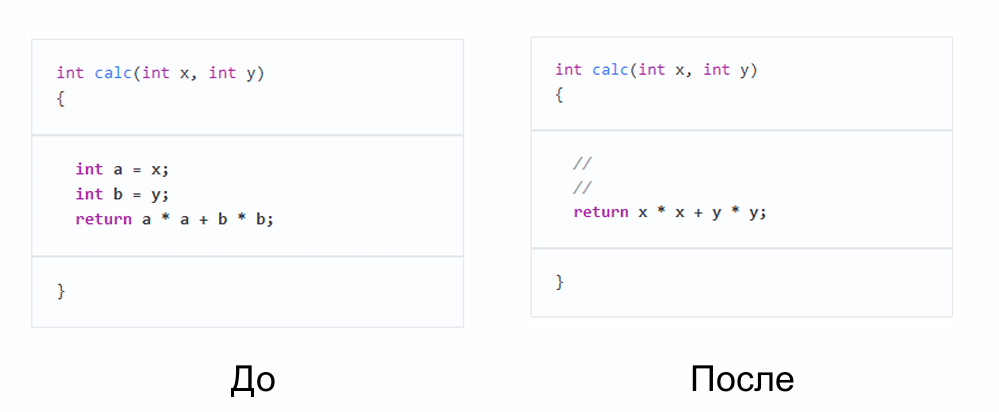 int calc(int x, int y)
{
int a = x;
int b = y;
return a * a + b * b;
}
До
int calc(int x, int y)
{
//
//
return x * x + y * y;
}
После